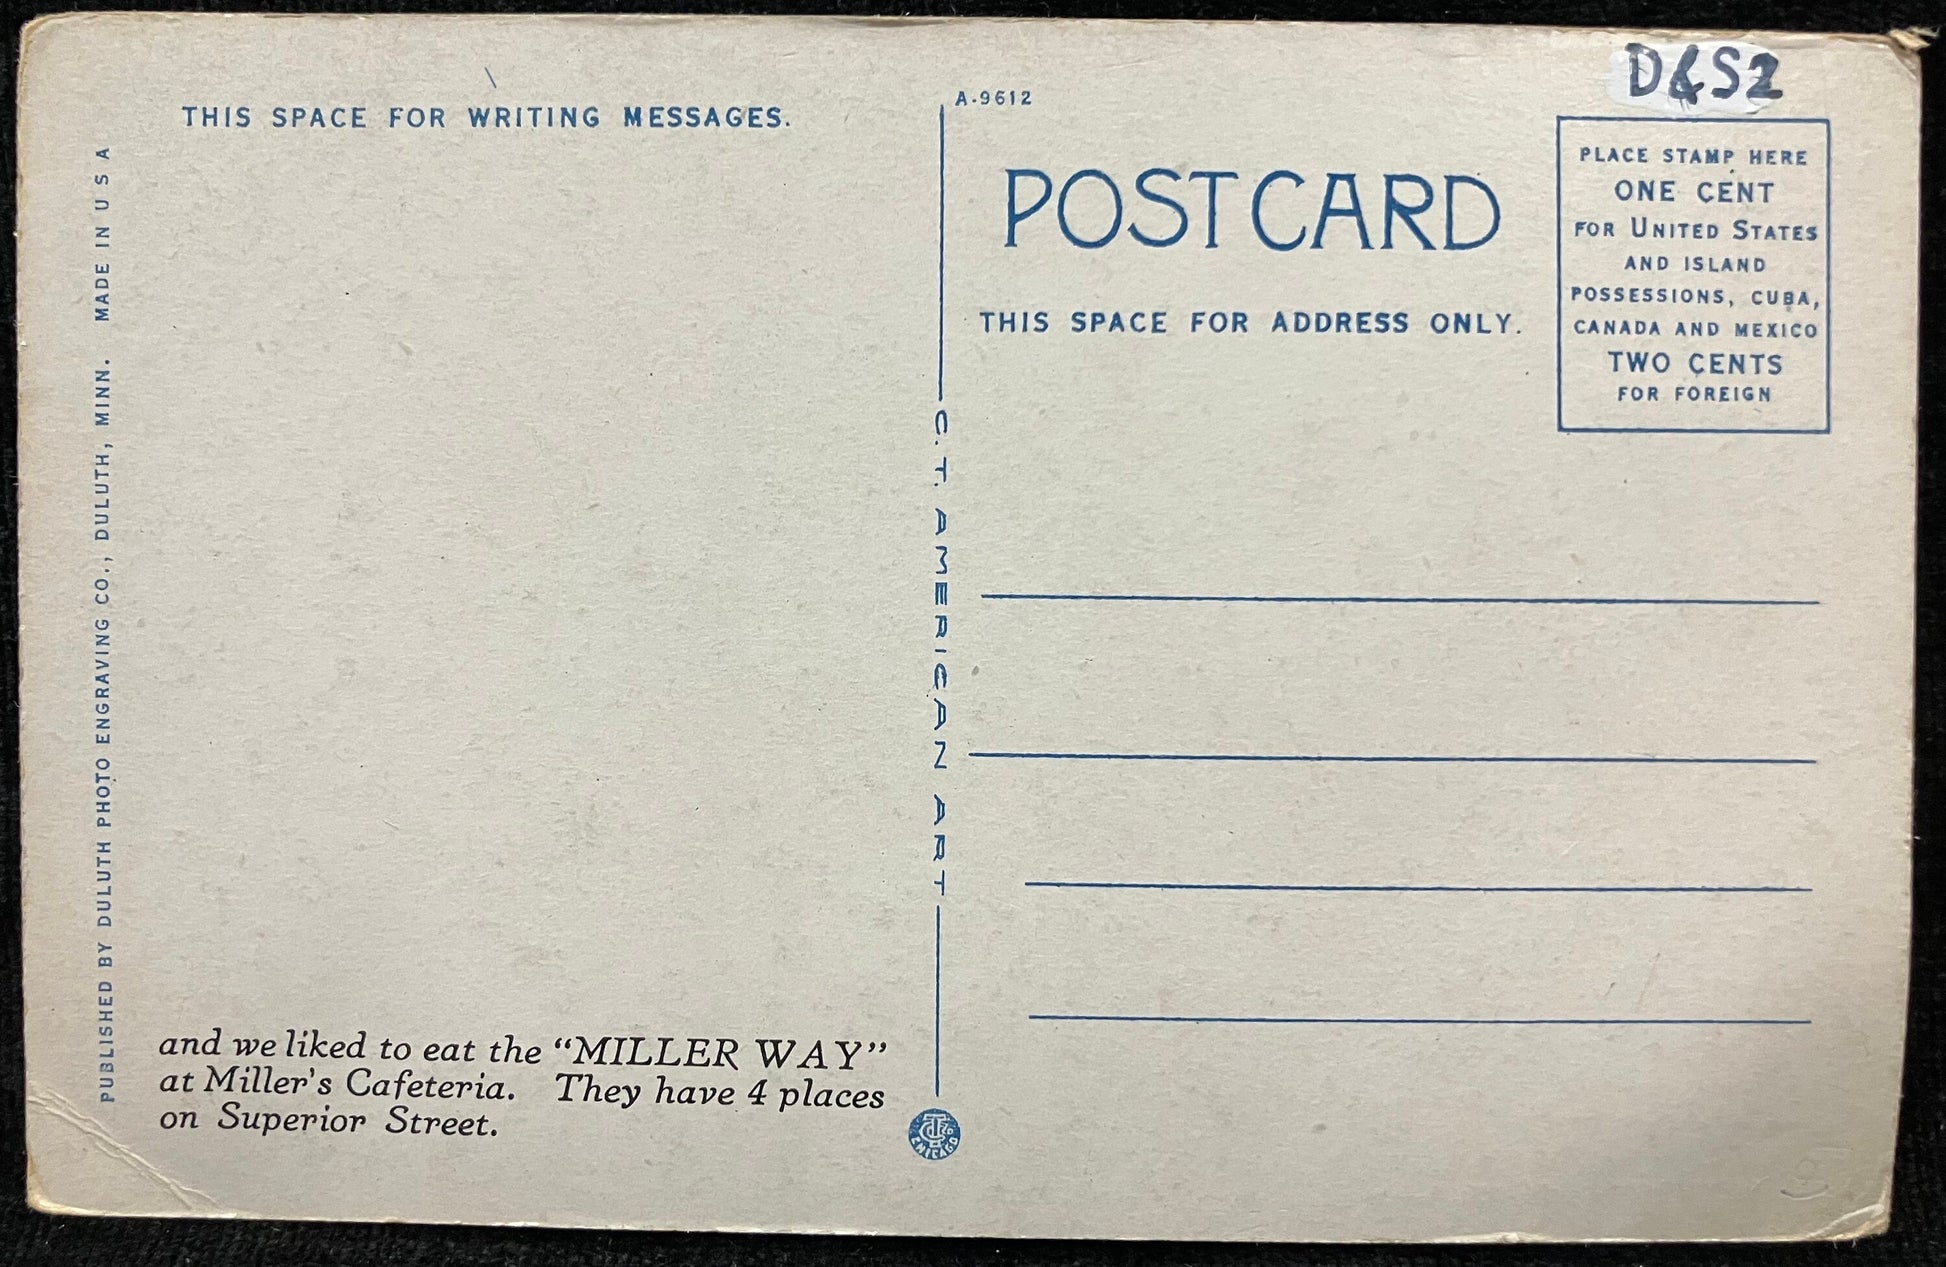 D&S2
THIS SPACE FOR WRITING MESSAGES.
A-9612
POSTCARD
THIS SPACE FOR ADDRESS ONLY.
PLACE STAMP HERE
ONE CENT
FOR UNITED STATES
AND ISLAND
POSSESSIONS, CUBA,
CANADA AND MEXICO
TWO CENTS
FOR FOREIGN
PUBLISHED BY DULUTH PHOTO ENGRAVING CO., DULUTH, MINN. MADE IN U S A
C. T. AMERICAN ART
and we liked to eat the “MILLER WAY”
at Miller's Cafeteria. They have 4 places
on Superior Street.
CHICAGO